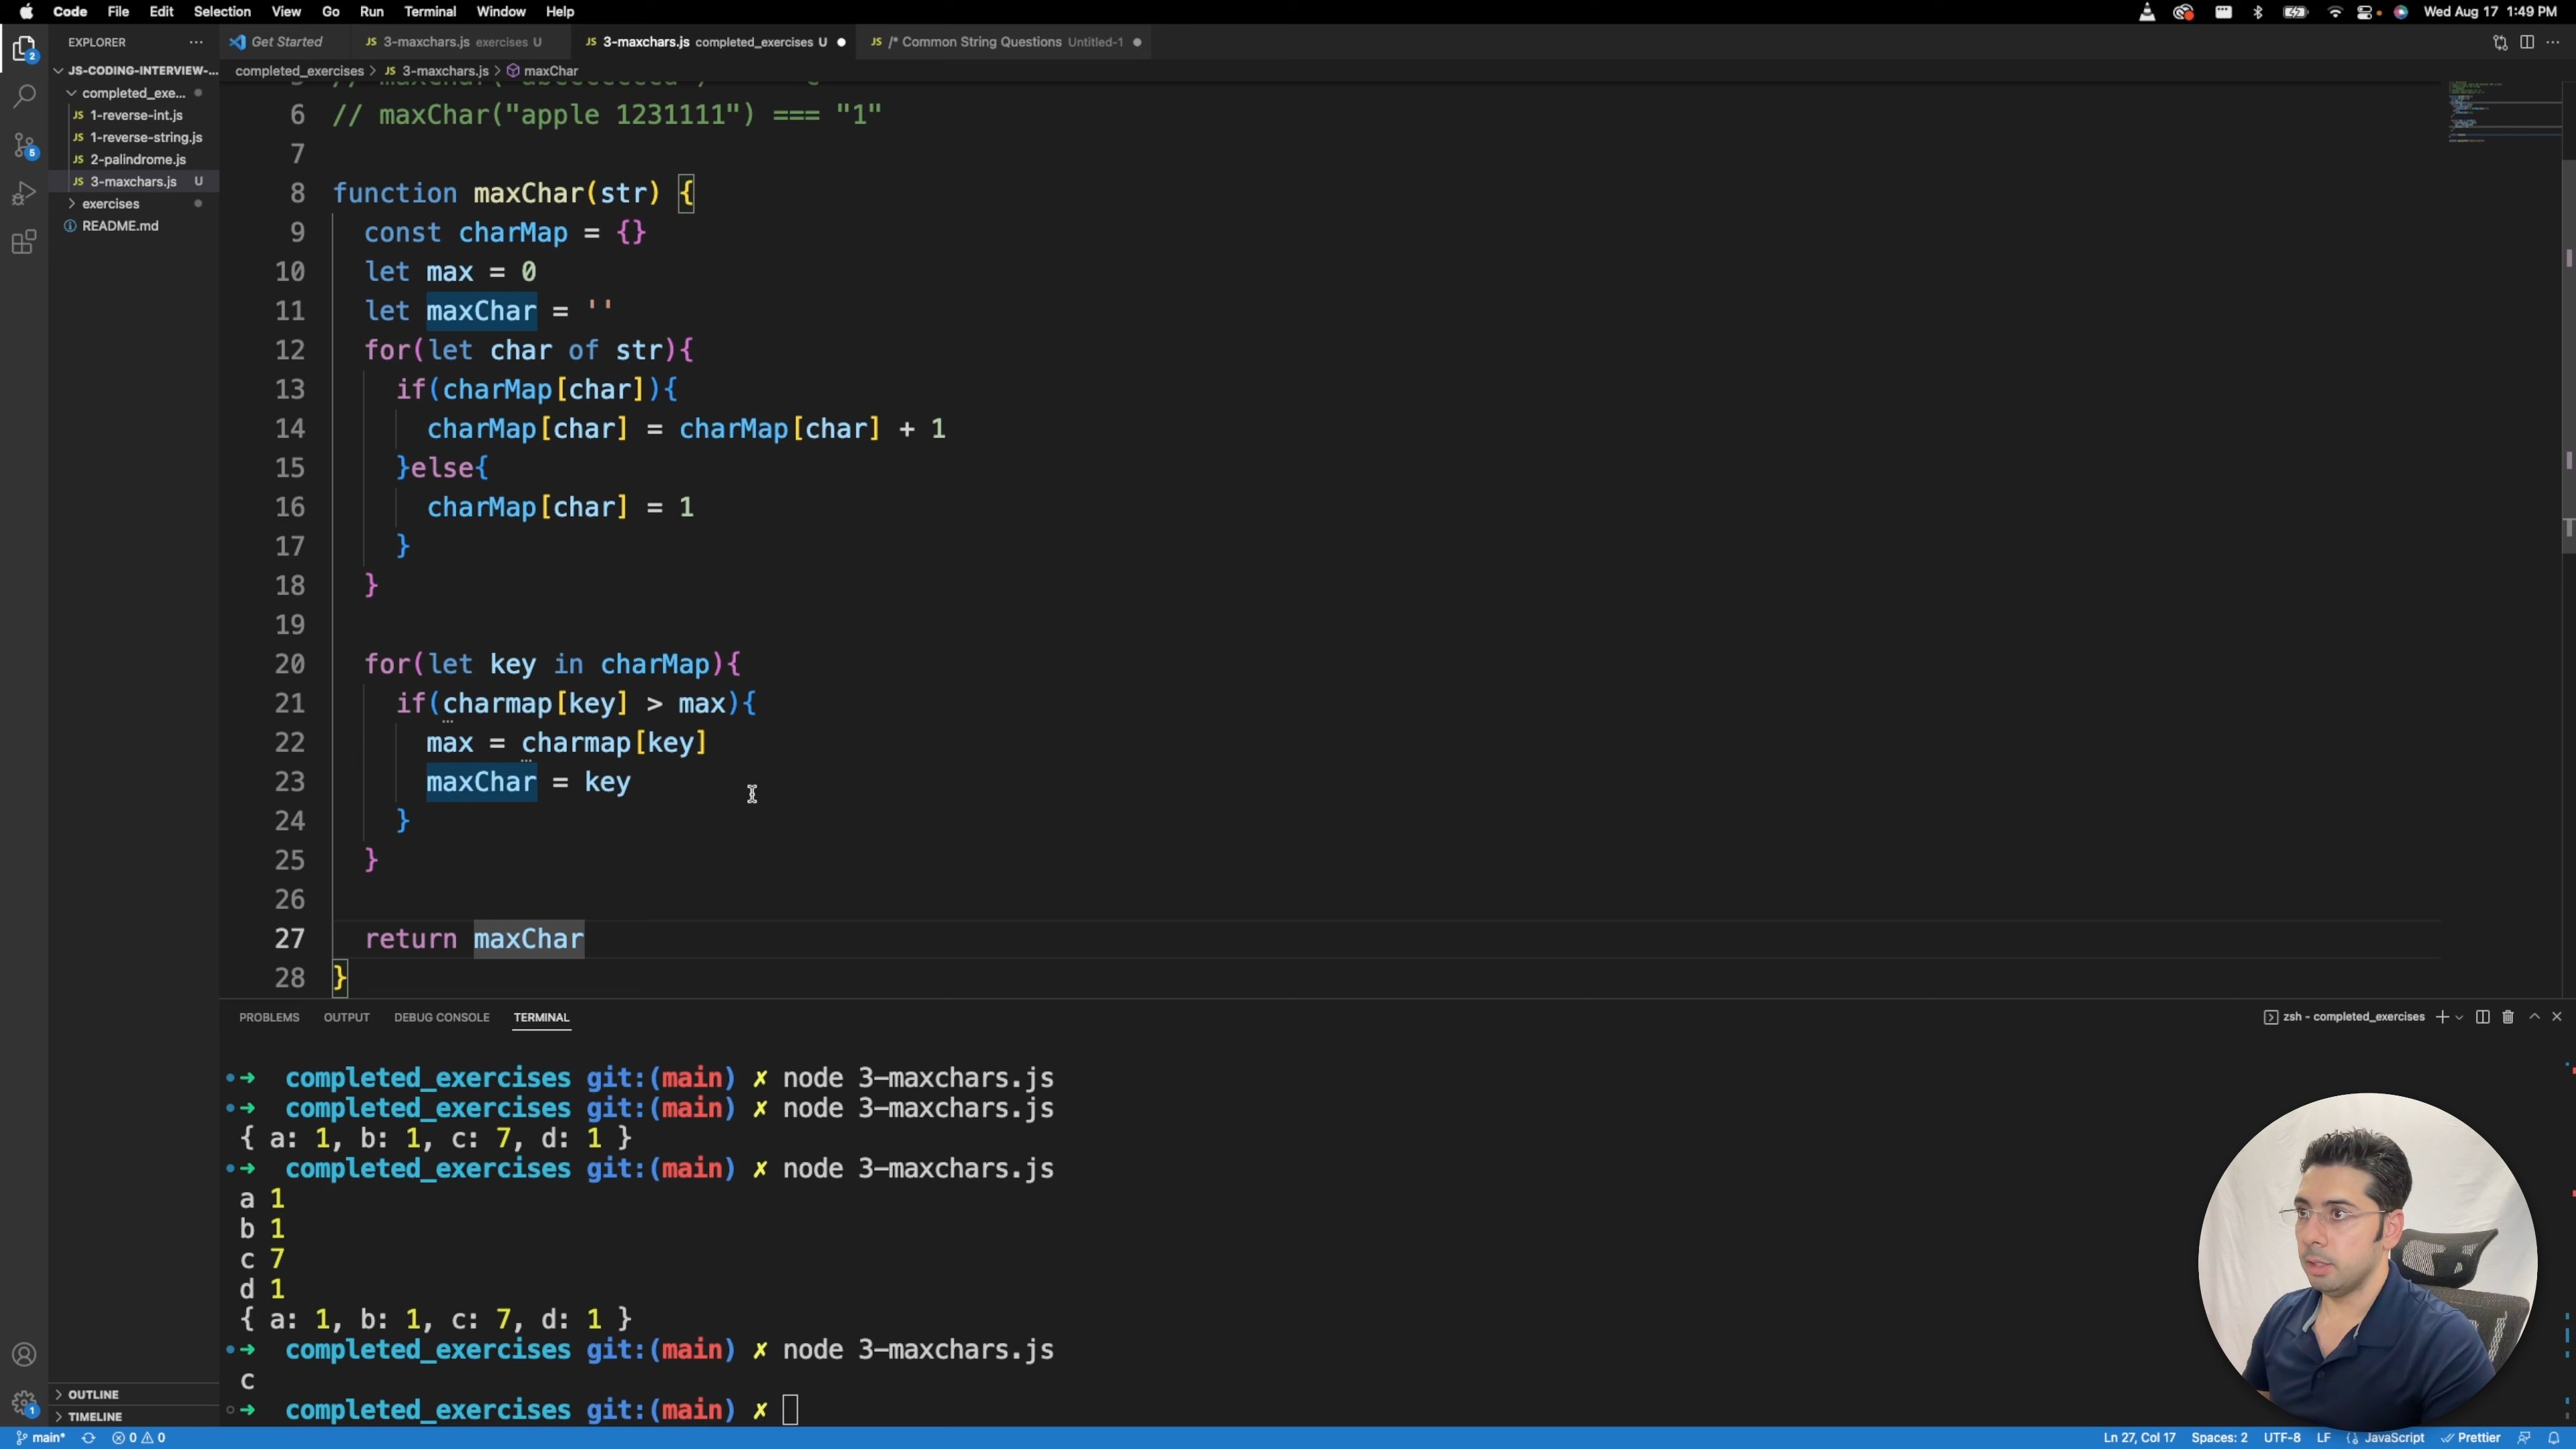 Code File Edit Selection View Go Run Terminal Window Help Wed Aug 17 1:49 PM
EXPLORER ··· Get Started JS 3-maxchars.js exercises U JS 3-maxchars.js completed_exercises U ● JS /* Common String Questions Untitled-1 ●
completed_exercises > JS 3-maxchars.js > maxChar
JS-CODING-INTERVIEW-...
completed_exe...
JS 1-reverse-int.js
JS 1-reverse-string.js
JS 2-palindrome.js
JS 3-maxchars.js U
exercises
README.md
2
5
6 // maxChar("apple 1231111") === "1"
7
8 function maxChar(str) {
9 const charMap = {}
10 let max = 0
11 let maxChar = ''
12 for(let char of str){
13 if(charMap[char]){
14 charMap[char] = charMap[char] + 1
15 }else{
16 charMap[char] = 1
17 }
18 }
19
20 for(let key in charMap){
21 if(charmap[key] > max){
22 max = charmap[key]
23 maxChar = key
24 }
25 }
26
27 return maxChar
28 }
PROBLEMS OUTPUT DEBUG CONSOLE TERMINAL zsh - completed_exercises
➜ completed_exercises git:(main) ✗ node 3-maxchars.js
➜ completed_exercises git:(main) ✗ node 3-maxchars.js
{ a: 1, b: 1, c: 7, d: 1 }
➜ completed_exercises git:(main) ✗ node 3-maxchars.js
a 1
b 1
c 7
d 1
{ a: 1, b: 1, c: 7, d: 1 }
➜ completed_exercises git:(main) ✗ node 3-maxchars.js
c
➜ completed_exercises git:(main) ✗
OUTLINE
TIMELINE
1
main* 0 0 Ln 27, Col 17 Spaces: 2 UTF-8 LF {} JavaScript Prettier